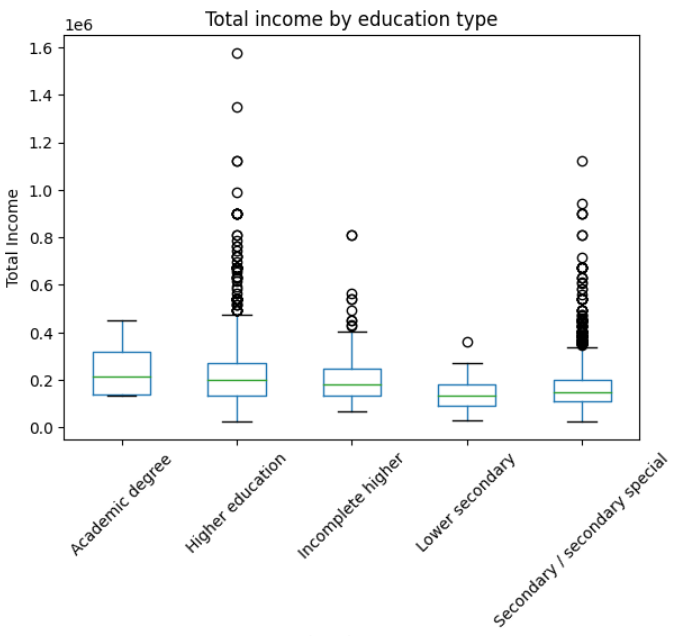 Total income by education type
1e6
1.6
1.4
1.2
1.0
0.8
0.6
0.4
0.2
0.0
Total Income
Academic degree
Higher education
Incomplete higher
Lower secondary
Secondary / secondary special